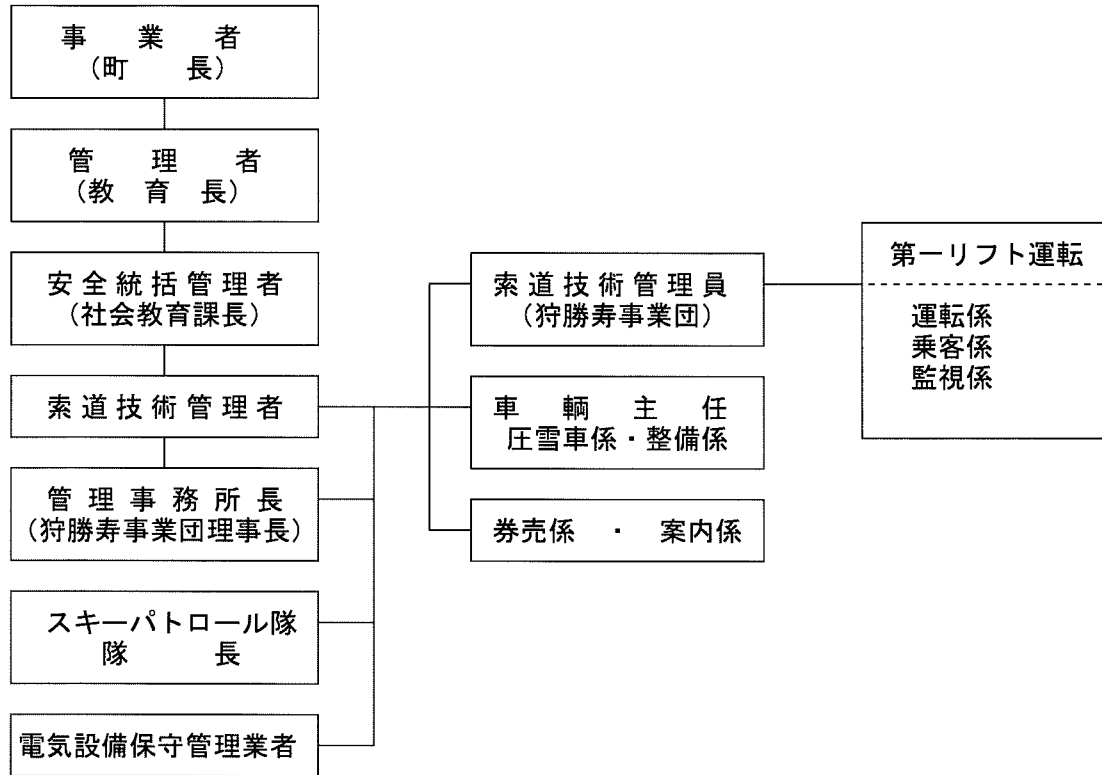 事業者
(町長)
管理者
(教育長)
安全統括管理者
(社会教育課長)
索道技術管理者
管理事務所長
(狩勝寿事業団理事長)
スキーパトロール隊
隊長
電気設備保守管理業者
索道技術管理員
(狩勝寿事業団)
車輌主任
圧雪車係・整備係
券売係・案内係
第一リフト運転
運転係
乗客係
監視係